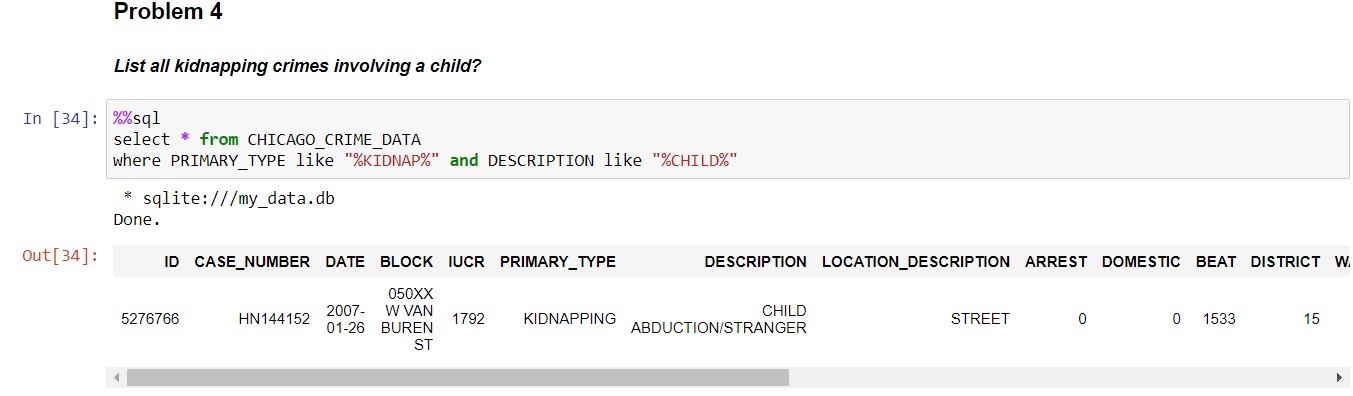 Problem 4
List all kidnapping crimes involving a child?
In [34]: %%sql
select * from CHICAGO_CRIME_DATA
where PRIMARY_TYPE like "%KIDNAP%" and DESCRIPTION like "%CHILD%"
* sqlite:///my_data.db
Done.
Out[34]:
ID CASE_NUMBER DATE BLOCK IUCR PRIMARY_TYPE DESCRIPTION LOCATION_DESCRIPTION ARREST DOMESTIC BEAT DISTRICT
5276766 HN144152 2007-01-26 050XX W VAN BUREN ST 1792 KIDNAPPING CHILD ABDUCTION/STRANGER STREET 0 0 1533 15